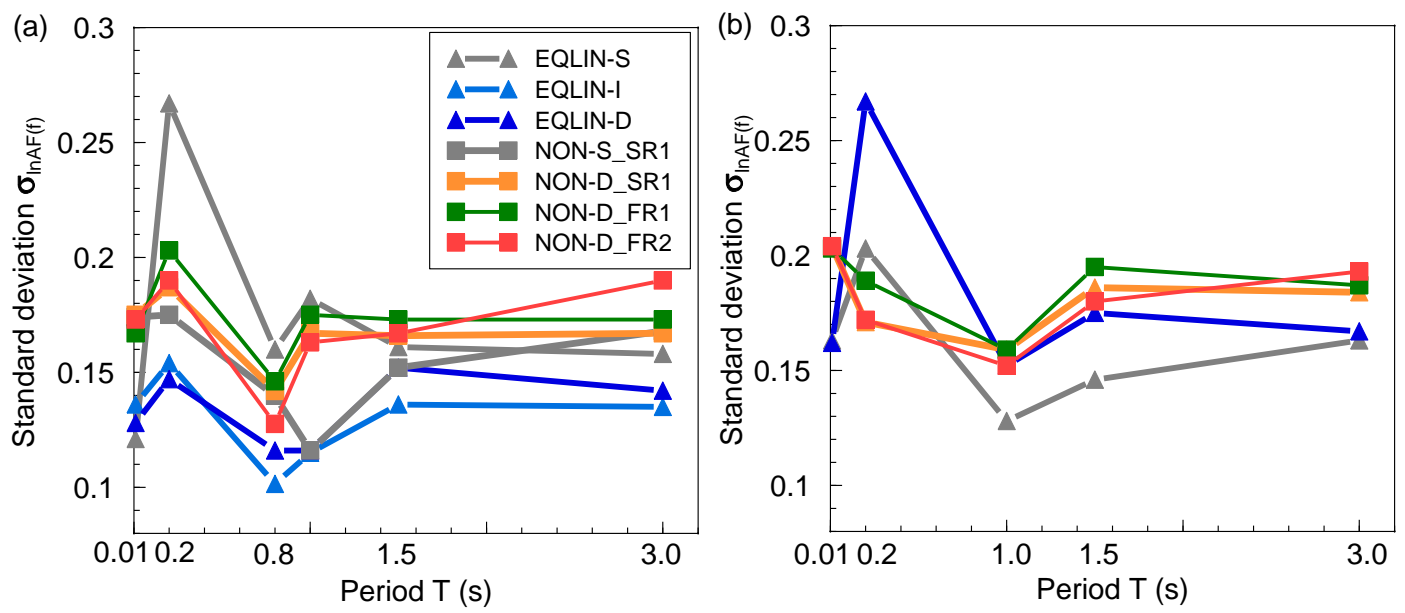 (a)
0.3
0.25
0.2
0.15
0.1
Standard deviation σlnAF(f)
EQLIN-S
EQLIN-I
EQLIN-D
NON-S_SR1
NON-D_SR1
NON-D_FR1
NON-D_FR2
0.01 0.2 0.8 1.0 1.5 3.0
Period T (s)
(b)
0.3
0.25
0.2
0.15
0.1
Standard deviation σlnAF(f)
0.01 0.2 1.0 1.5 3.0
Period T (s)